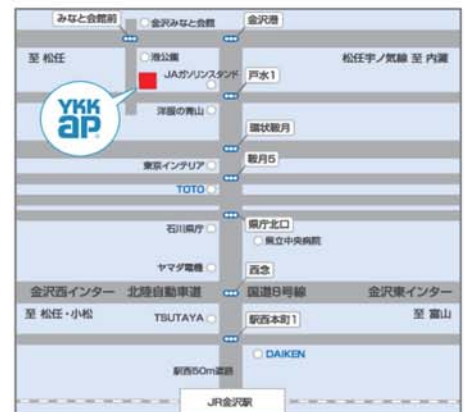 みなと会館前
金沢みなと会館
金沢港
至 松任
港公園
松任宇ノ気線 至 内灘
JAガソリンスタンド
戸水1
YKK
ap
洋服の青山
環状鞍月
東京インテリア
鞍月5
TOTO
石川県庁
県庁北口
県立中央病院
ヤマダ電機
西念
金沢西インター
北陸自動車道
国道8号線
金沢東インター
至 松任・小松
TSUTAYA
駅西本町1
至 富山
DAIKEN
駅西50m道路
JR金沢駅